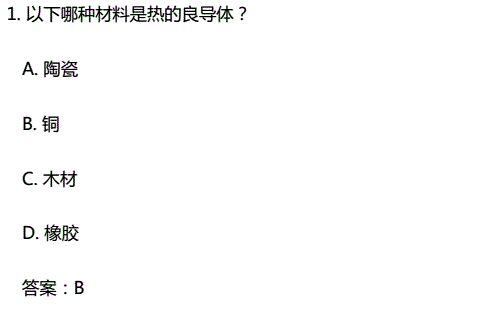 1. 以下哪种材料是热的良导体？
A. 陶瓷
B. 铜
C. 木材
D. 橡胶
答案：B